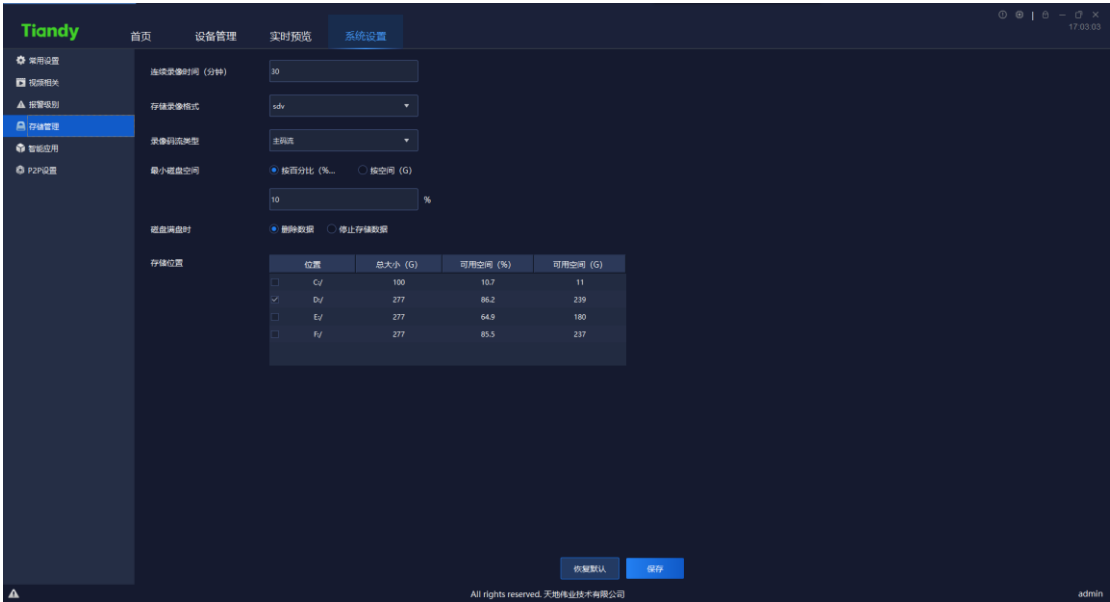 Tiandy
首页 设备管理 实时预览 系统设置
17:03:03
常用设置
视频相关
报警级别
存储管理
智能应用
P2P设置
连续录像时间（分钟） 30
存储录像格式 sdv
录像码流类型 主码流
最小磁盘空间 按百分比（%... 按空间（G）
10 %
磁盘满盘时 删除数据 停止存储数据
存储位置
位置 总大小（G） 可用空间（%） 可用空间（G）
C:/ 100 10.7 11
D:/ 277 86.2 239
E:/ 277 64.9 180
F:/ 277 85.5 237
恢复默认 保存
All rights reserved. 天地伟业技术有限公司 admin